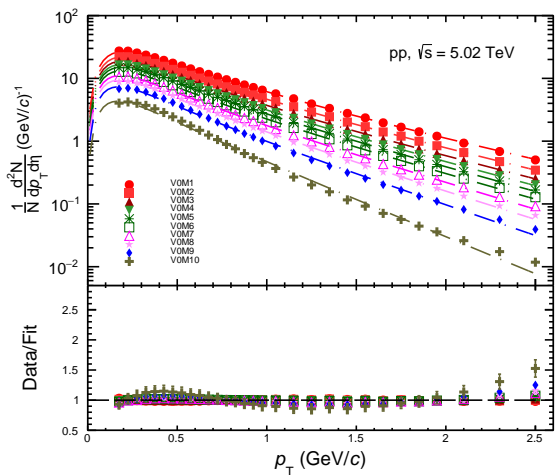 pp, √s = 5.02 TeV
10²
10
1
10⁻¹
10⁻²
1/N d²N/dp_T dη (GeV/c)⁻¹
V0M1
V0M2
V0M3
V0M4
V0M5
V0M6
V0M7
V0M8
V0M9
V0M10
Data/Fit
2.5
2
1.5
1
0.5
0 0.5 1 1.5 2 2.5
p_T (GeV/c)